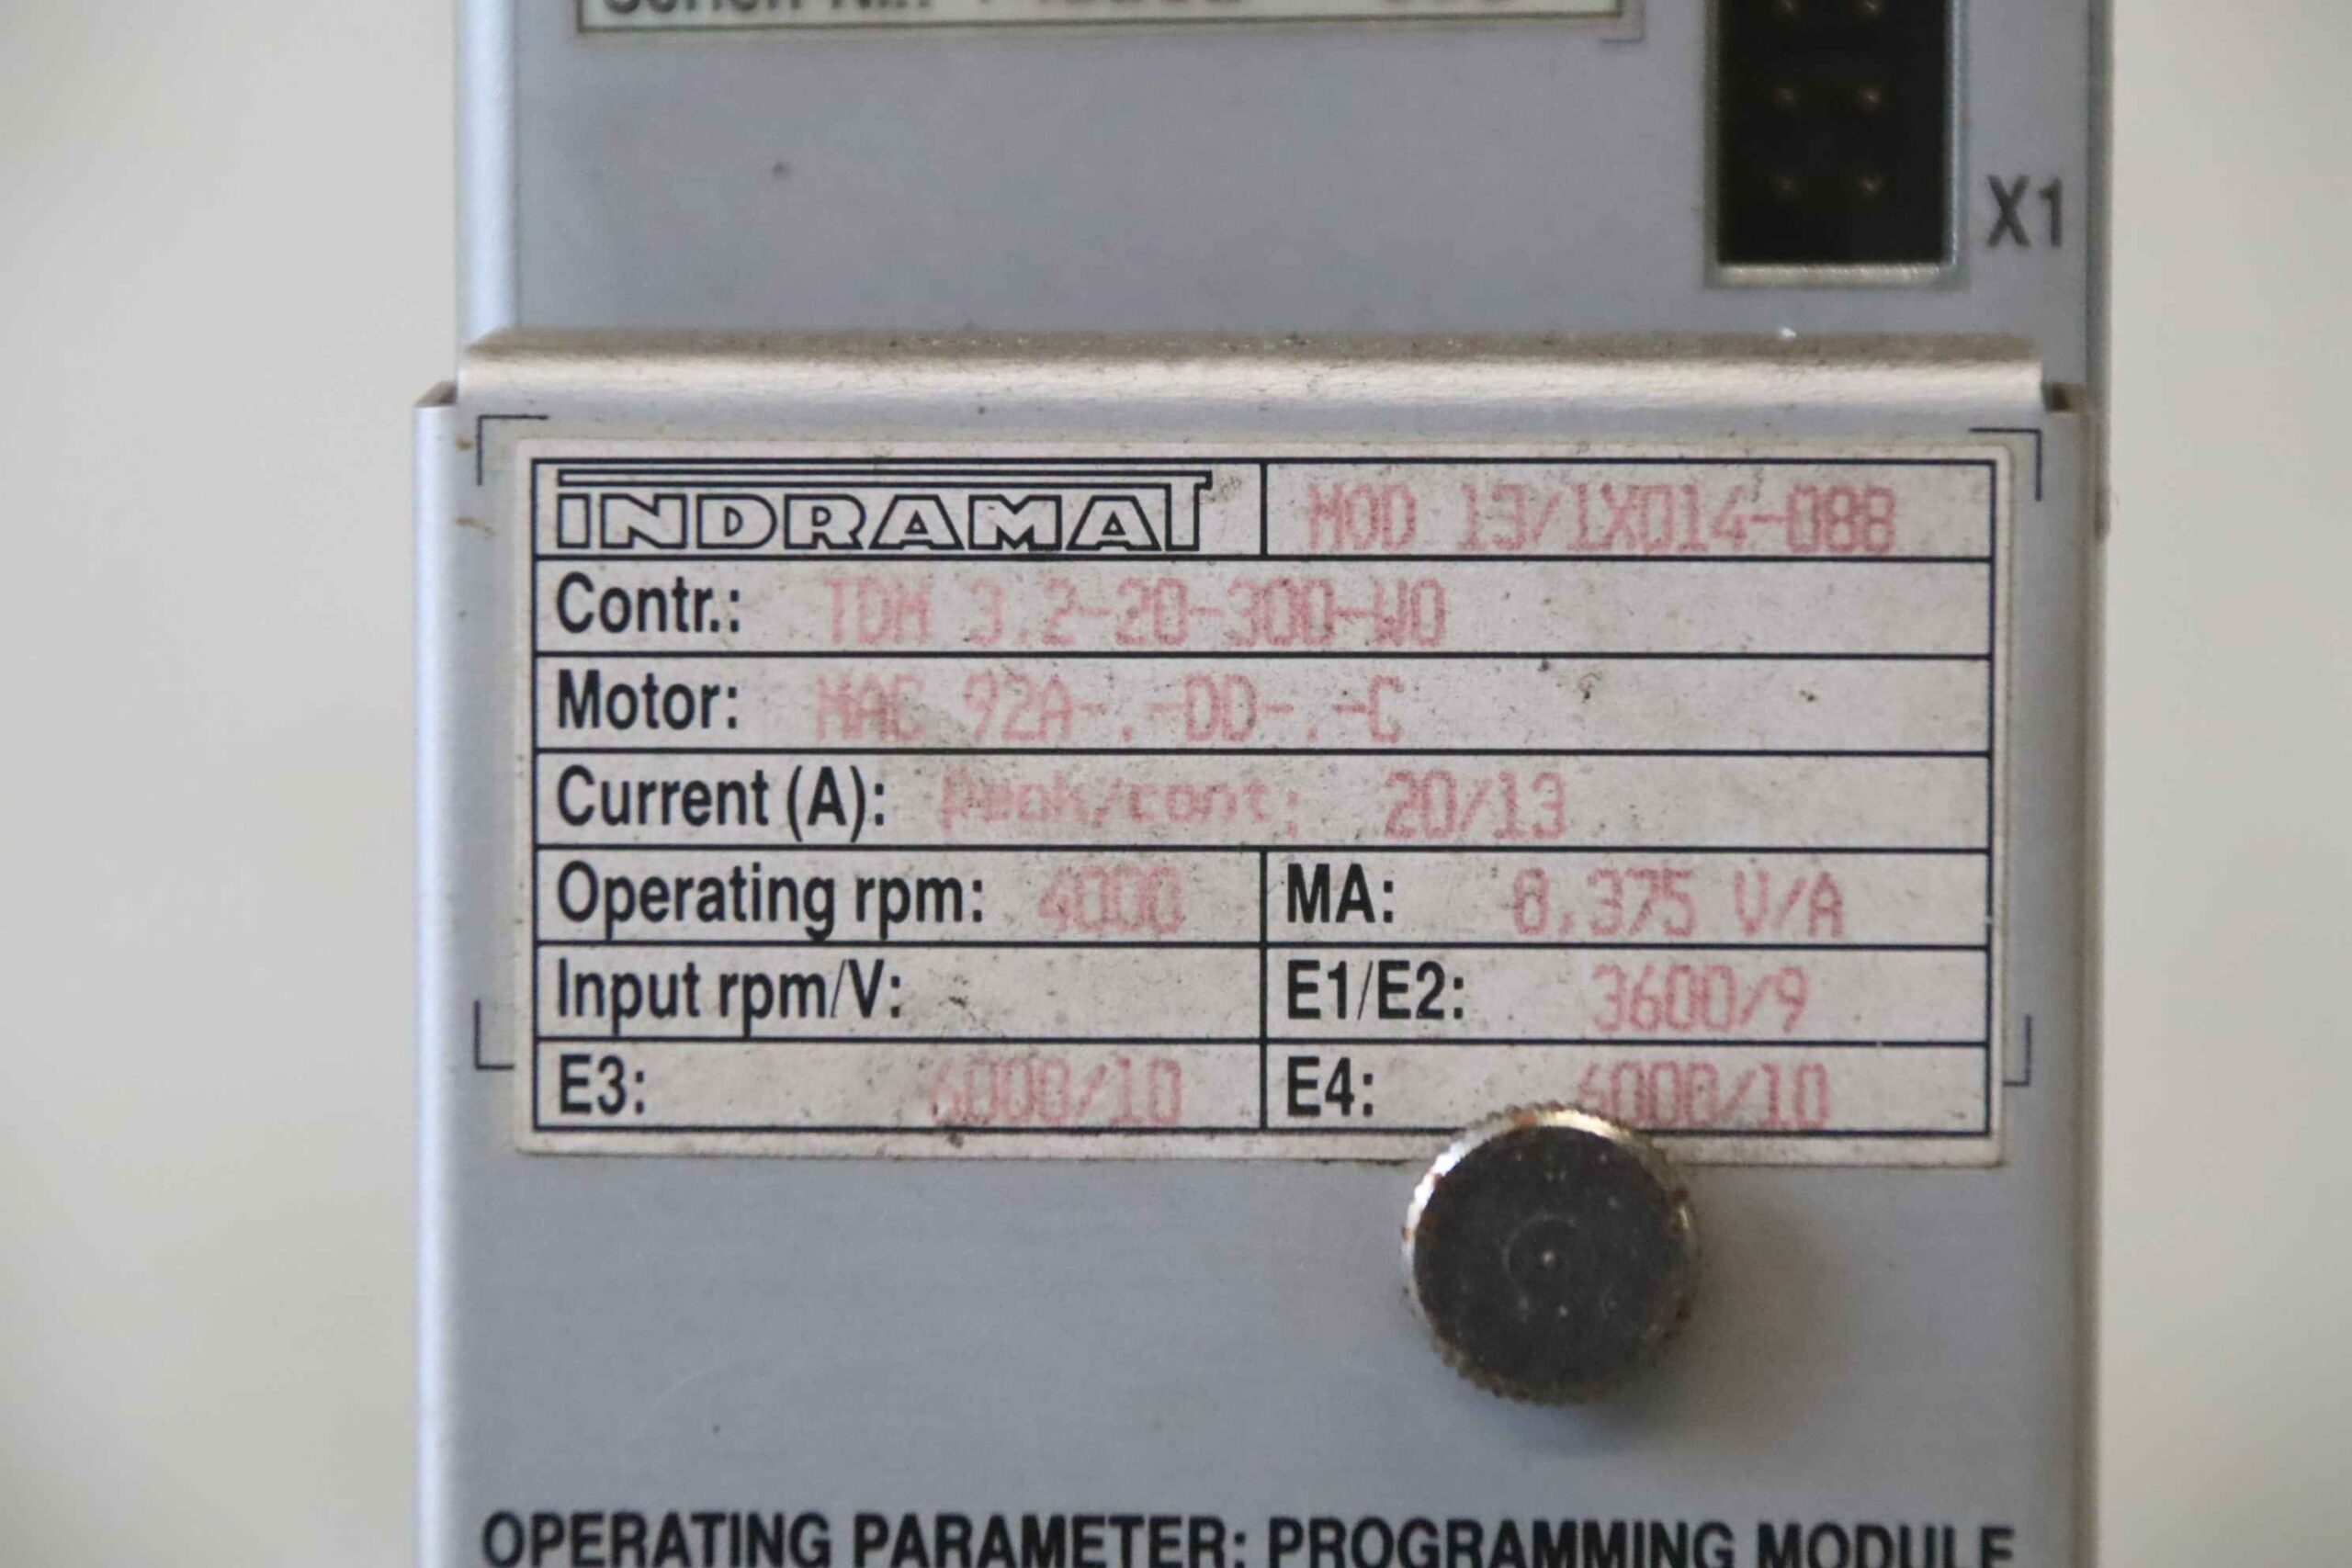 Serien-Nr.:
X1
INDRAMAT MOD 13/1X014-088
Contr.: TDM 3.2-20-300-W0
Motor: MAC 92A-.-DD-.-C
Current (A): peak/cont: 20/13
Operating rpm: 4000 MA: 0,375 V/A
Input rpm/V: E1/E2: 3600/9
E3: 6000/10 E4: 6000/10
OPERATING PARAMETER: PROGRAMMING MODULE